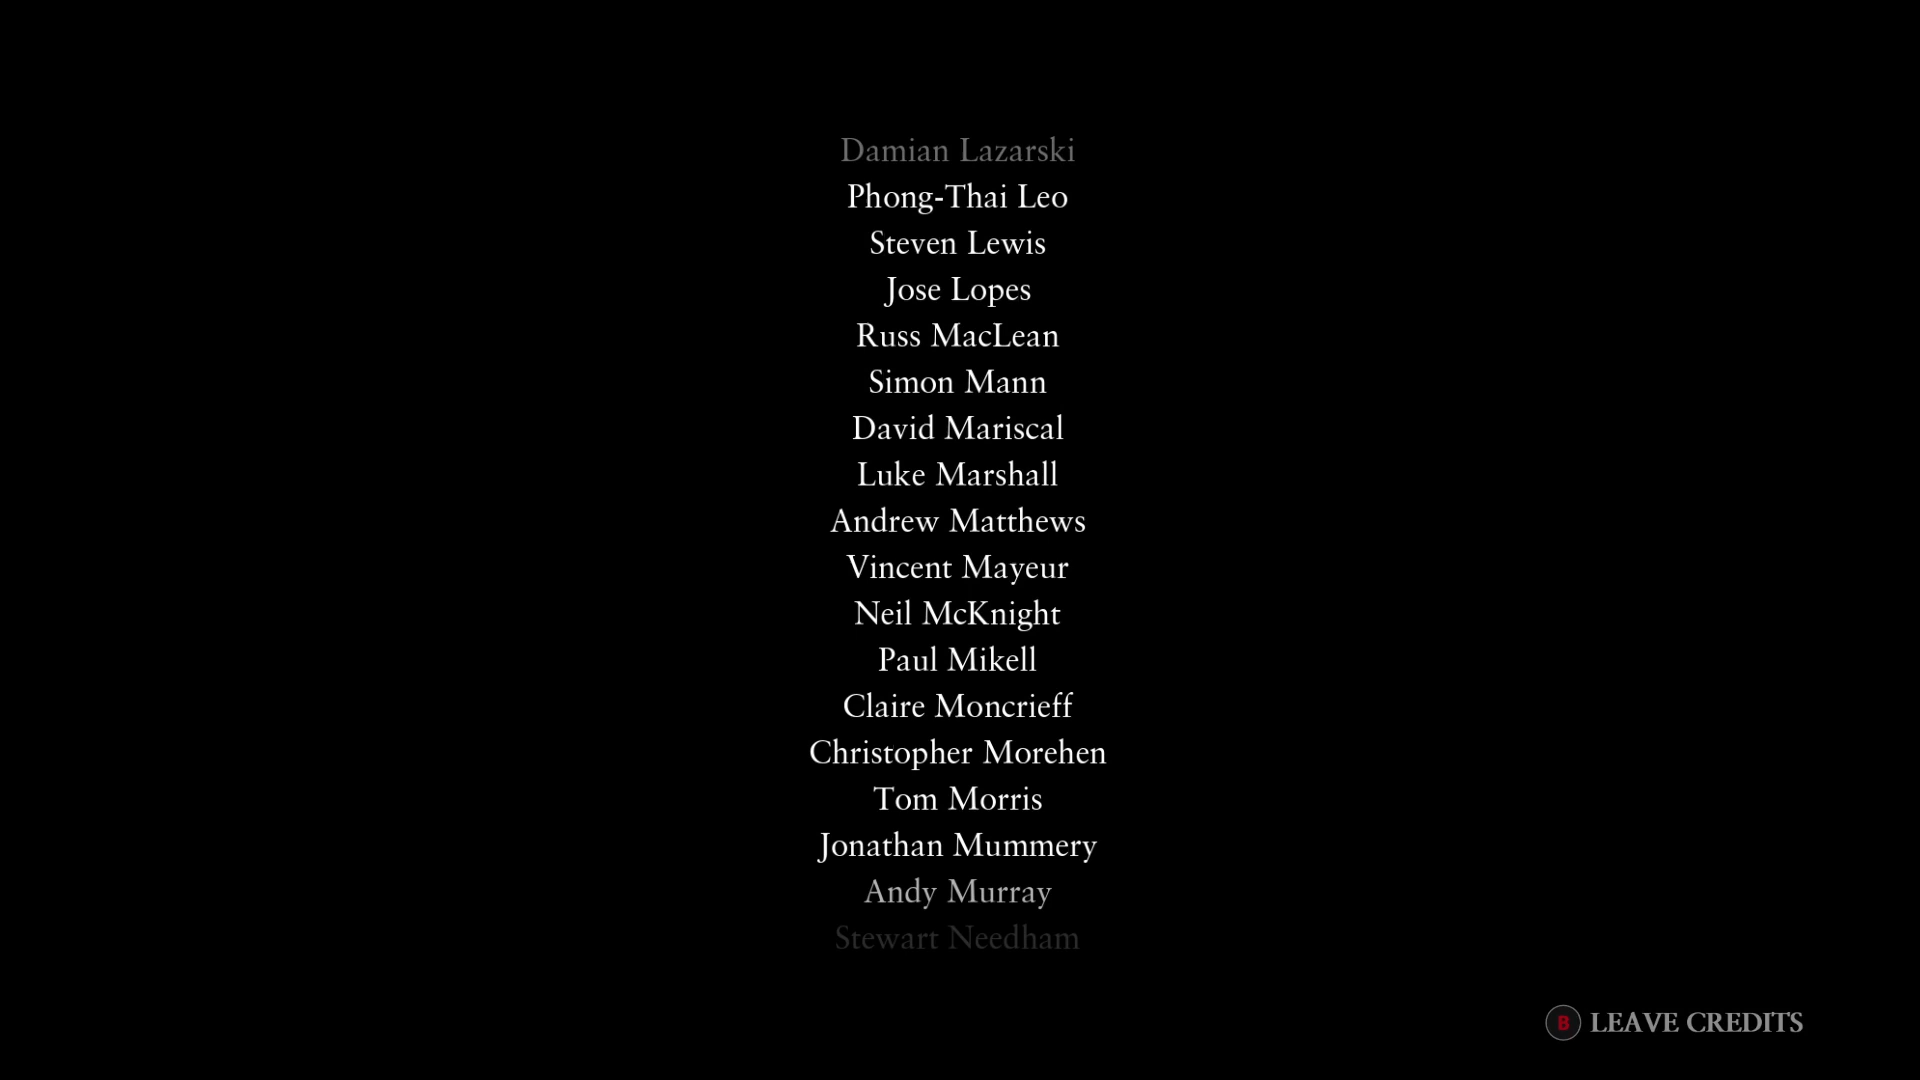 Damian Lazarski
Phong-Thai Leo
Steven Lewis
Jose Lopes
Russ MacLean
Simon Mann
David Mariscal
Luke Marshall
Andrew Matthews
Vincent Mayeur
Neil McKnight
Paul Mikell
Claire Moncrieff
Christopher Morehen
Tom Morris
Jonathan Mummery
Andy Murray
Stewart Needham
B LEAVE CREDITS